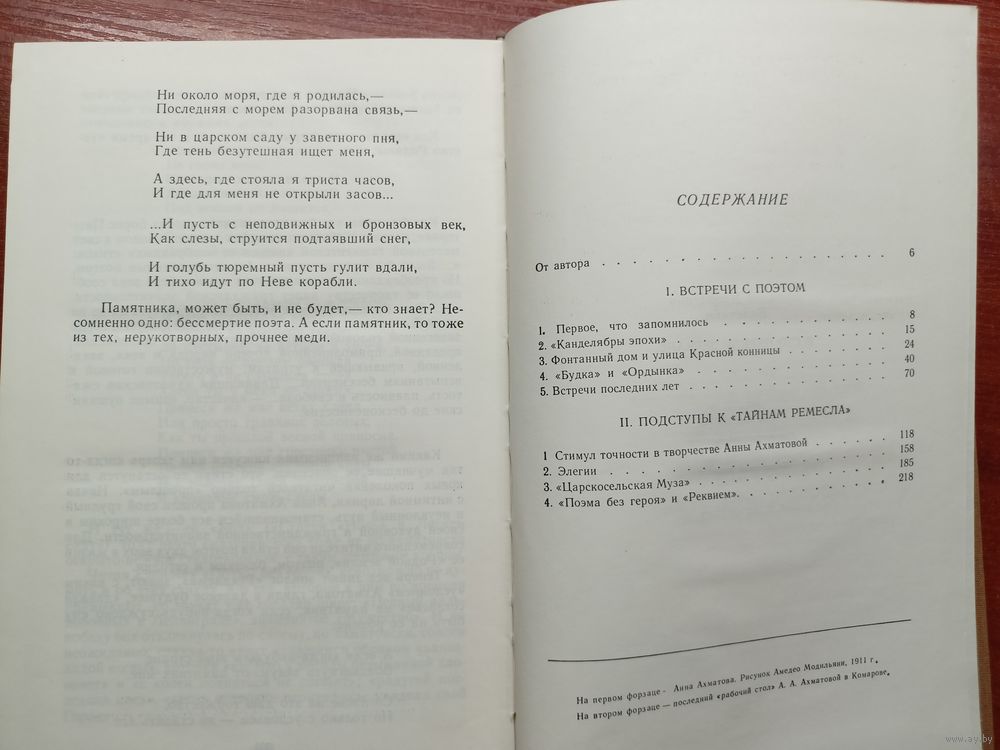 Ни около моря, где я родилась,—
Последняя с морем разорвана связь,—
Ни в царском саду у заветного пня,
Где тень безутешная ищет меня,
А здесь, где стояла я триста часов,
И где для меня не открыли засов...
...И пусть с неподвижных и бронзовых век,
Как слезы, струится подтаявший снег,
И голубь тюремный пусть гулит вдали,
И тихо идут по Неве корабли.
Памятника, может быть, и не будет,— кто знает? Не-
сомненно одно: бессмертие поэта. А если памятник, то тоже
из тех, нерукотворных, прочнее меди.
СОДЕРЖАНИЕ
От автора . . . . . . . . . . . . . . . . . . 6
I. ВСТРЕЧИ С ПОЭТОМ
1. Первое, что запомнилось . . . . . . . . . . . 8
2. «Канделябры эпохи» . . . . . . . . . . . . . 15
3. Фонтанный дом и улица Красной конницы . . . . . . . 24
4. «Будка» и «Ордынка» . . . . . . . . . . . . 40
5. Встречи последних лет . . . . . . . . . . . . 70
II. ПОДСТУПЫ К «ТАЙНАМ РЕМЕСЛА»
1 Стимул точности в творчестве Анны Ахматовой . . . . . . 118
2. Элегии . . . . . . . . . . . . . . . . . 158
3. «Царскосельская Муза» . . . . . . . . . . . . 185
4. «Поэма без героя» и «Реквием». . . . . . . . . . . 218
На первом форзаце - Анна Ахматова. Рисунок Амедео Модильяни, 1911 г.
На втором форзаце — последний «рабочий стол» А. А. Ахматовой в Комарове.
www.ay.by